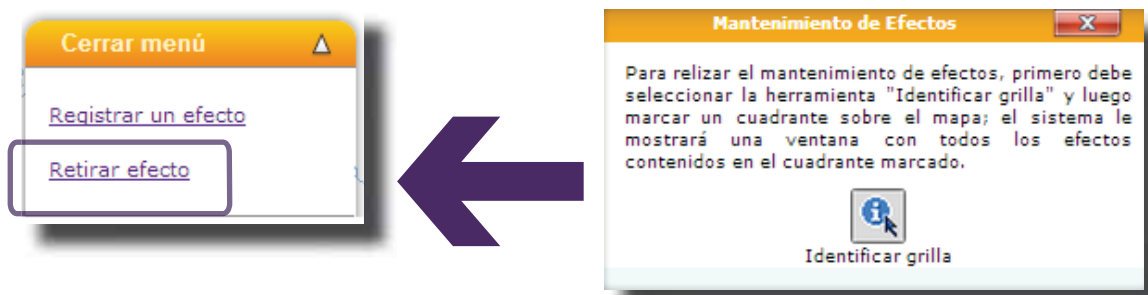 Cerrar menú
Registrar un efecto
Retirar efecto
Mantenimiento de Efectos
Para relizar el mantenimiento de efectos, primero debe
seleccionar la herramienta "Identificar grilla" y luego
marcar un cuadrante sobre el mapa; el sistema le
mostrará una ventana con todos los efectos
contenidos en el cuadrante marcado.
Identificar grilla